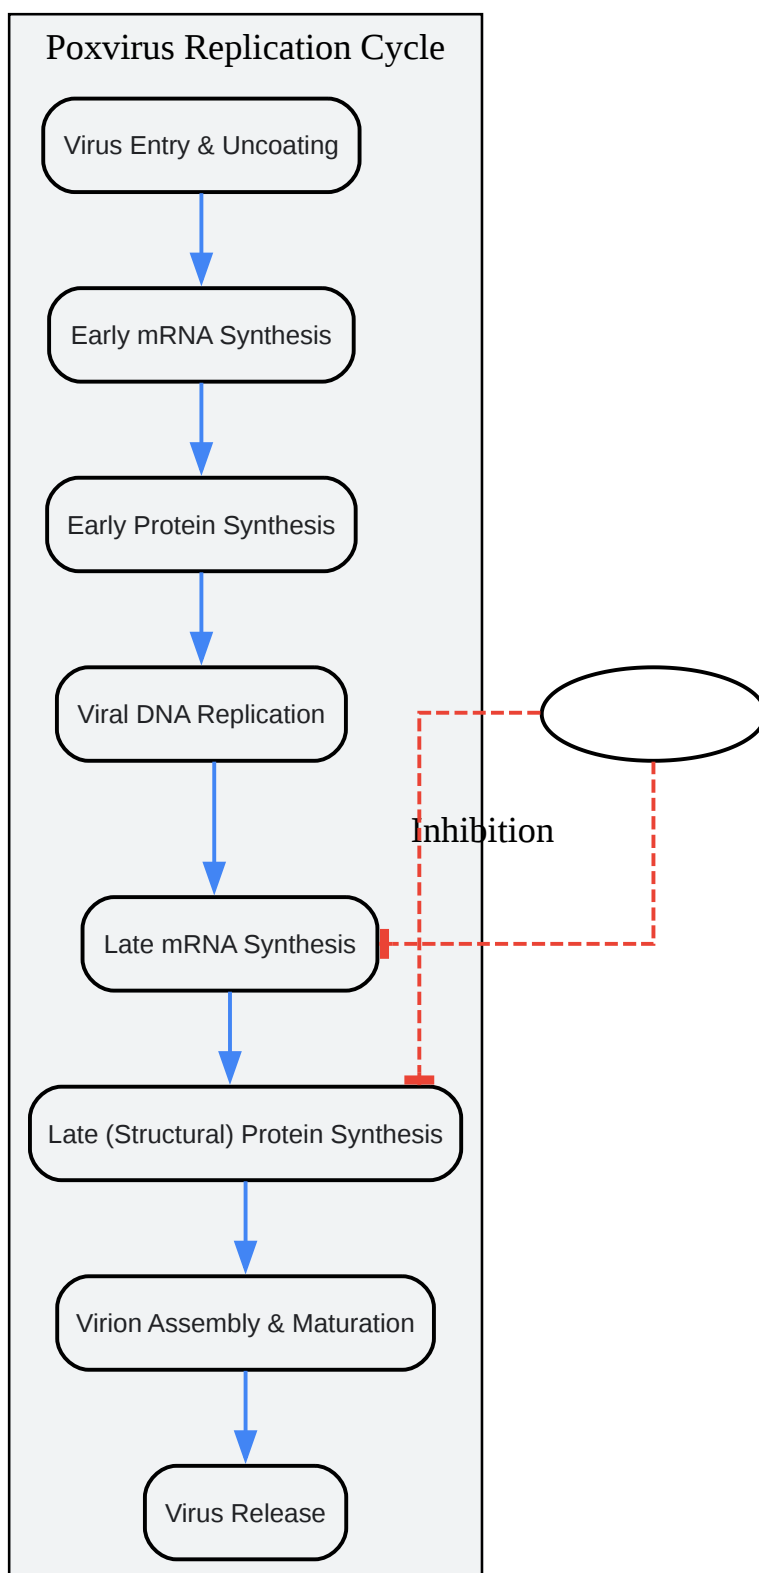 Poxvirus Replication Cycle
Virus Entry & Uncoating
Early mRNA Synthesis
Early Protein Synthesis
Viral DNA Replication
Inhibition
Late mRNA Synthesis
Late (Structural) Protein Synthesis
Virion Assembly & Maturation
Virus Release